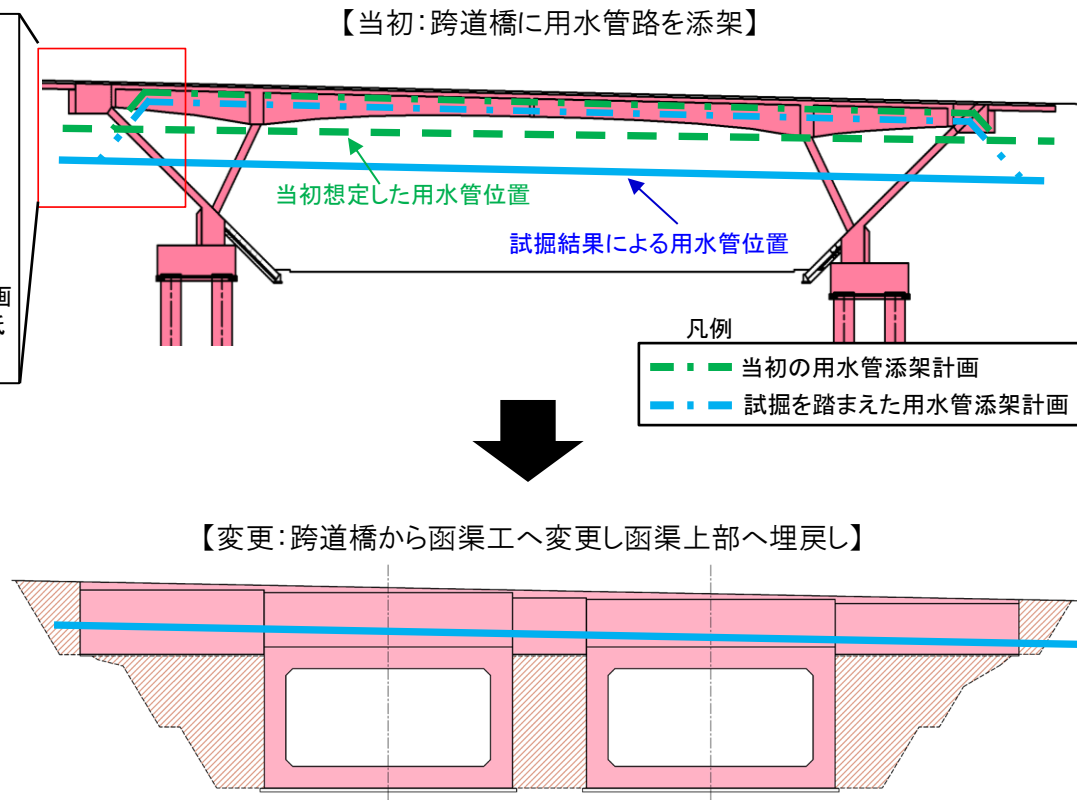 【当初：跨道橋に用水管路を添架】
当初想定した用水管位置
試掘結果による用水管位置
画
凡例
当初の用水管添架計画
試掘を踏まえた用水管添架計画
【変更：跨道橋から函渠工へ変更し函渠上部へ埋戻し】